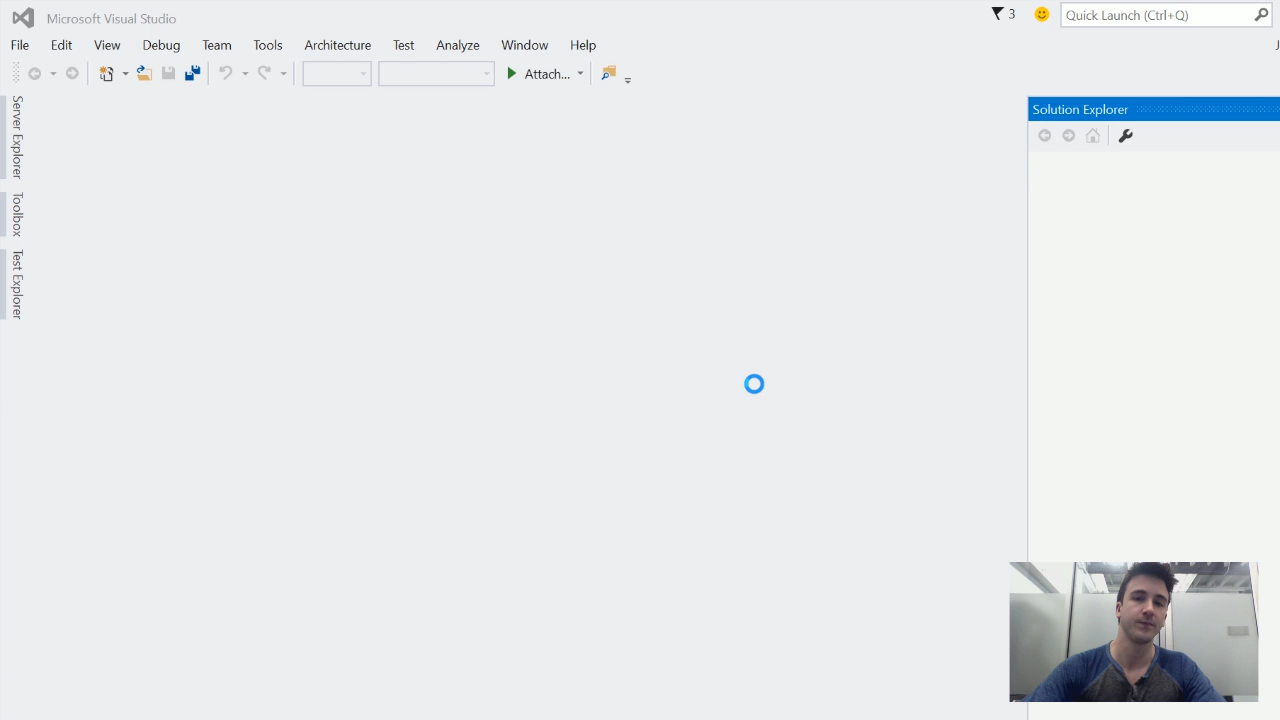 Microsoft Visual Studio
3
Quick Launch (Ctrl+Q)
File Edit View Debug Team Tools Architecture Test Analyze Window Help
Attach...
Server Explorer
Toolbox
Test Explorer
Solution Explorer